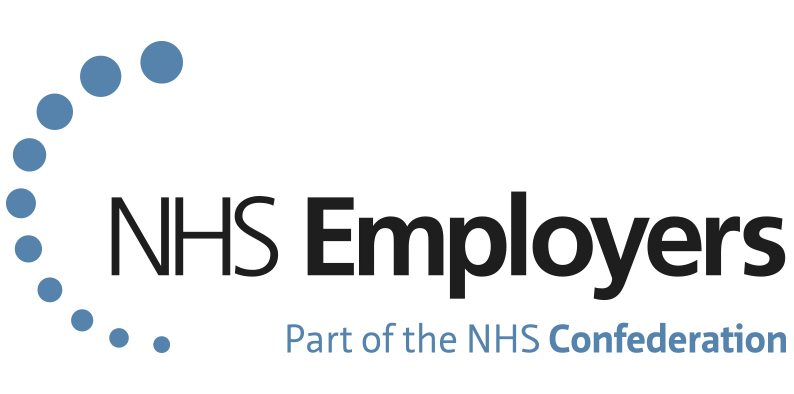 NHS Employers
Part of the NHS Confederation